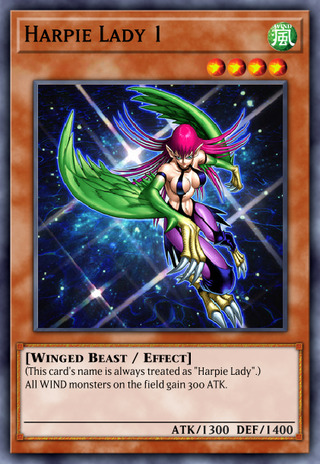 Harpie Lady 1
WIND
風
[Winged Beast / Effect]
(This card's name is always treated as "Harpie Lady".)
All WIND monsters on the field gain 300 ATK.
ATK/1300 DEF/1400